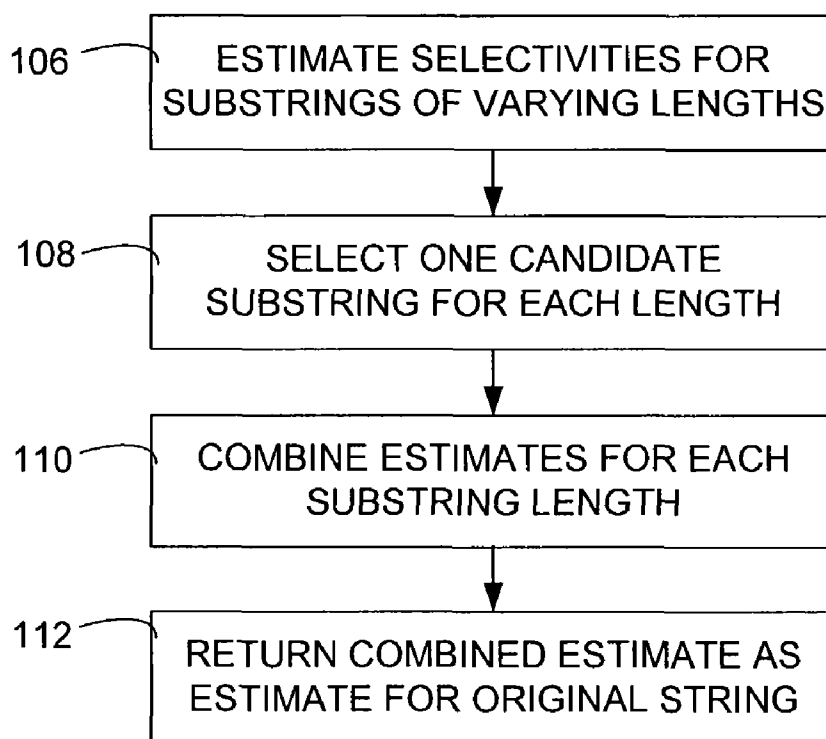 106
ESTIMATE SELECTIVITIES FOR
SUBSTRINGS OF VARYING LENGTHS
108
SELECT ONE CANDIDATE
SUBSTRING FOR EACH LENGTH
110
COMBINE ESTIMATES FOR EACH
SUBSTRING LENGTH
112
RETURN COMBINED ESTIMATE AS
ESTIMATE FOR ORIGINAL STRING